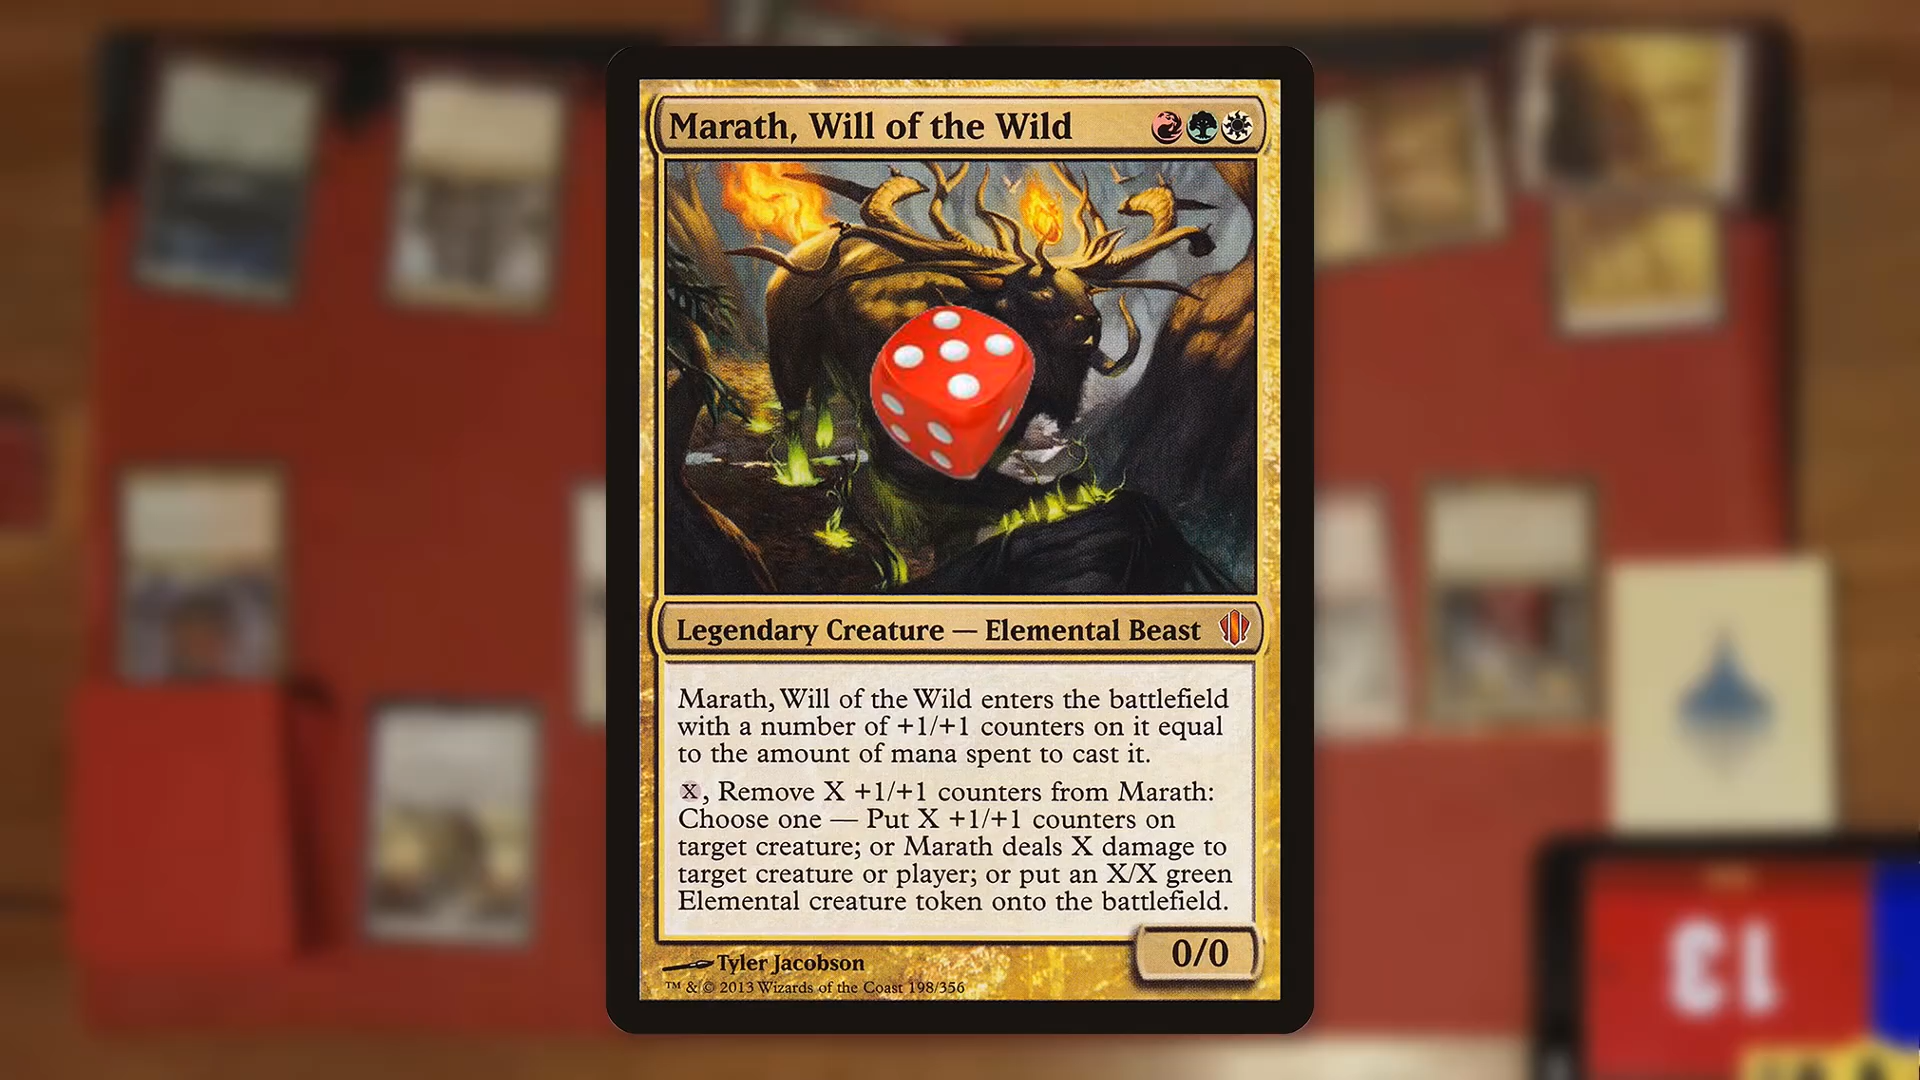 Marath, Will of the Wild
Legendary Creature — Elemental Beast
Marath, Will of the Wild enters the battlefield
with a number of +1/+1 counters on it equal
to the amount of mana spent to cast it.
X, Remove X +1/+1 counters from Marath:
Choose one — Put X +1/+1 counters on
target creature; or Marath deals X damage to
target creature or player; or put an X/X green
Elemental creature token onto the battlefield.
0/0
Tyler Jacobson
™ & © 2013 Wizards of the Coast 198/356
13